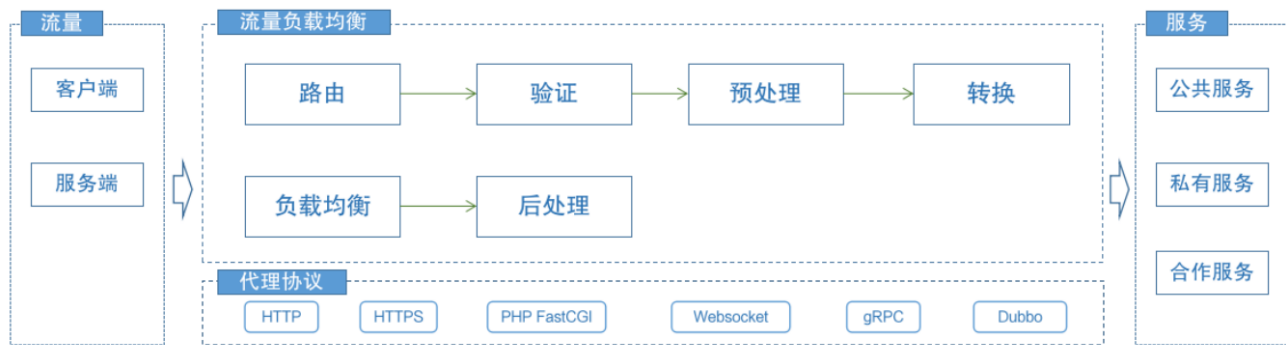 流量
客户端
服务端
流量负载均衡
路由
验证
预处理
转换
负载均衡
后处理
代理协议
HTTP
HTTPS
PHP FastCGI
Websocket
gRPC
Dubbo
服务
公共服务
私有服务
合作服务